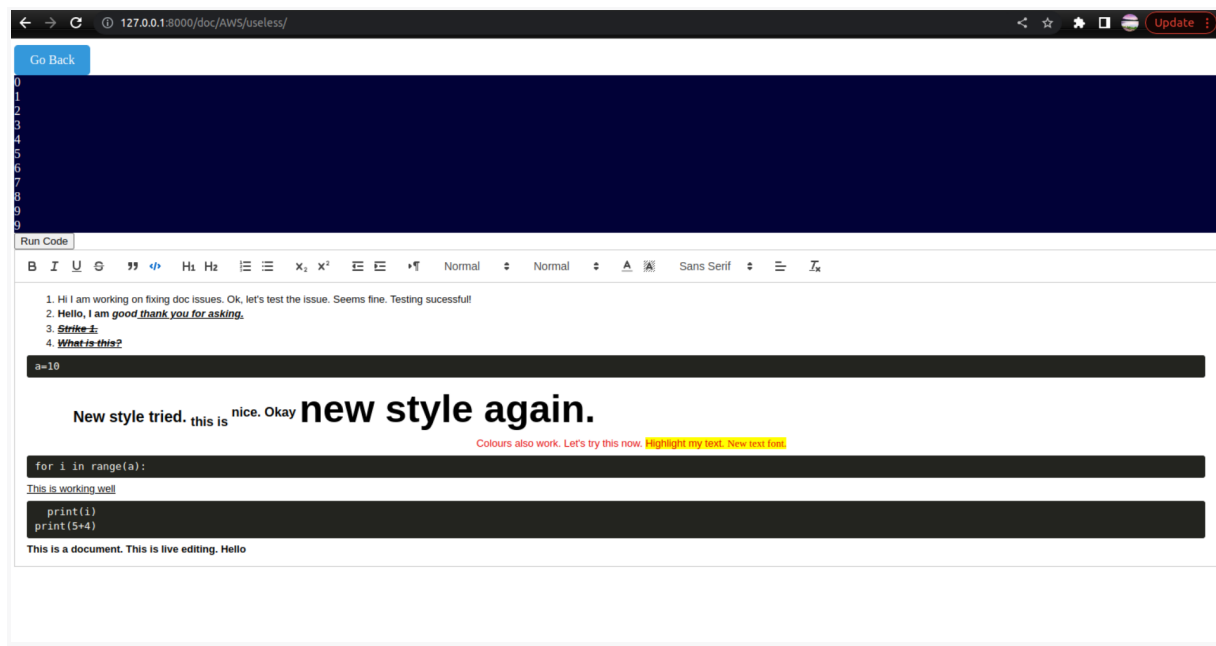 127.0.0.1:8000/doc/AWS/useless/ Update
Go Back
0
1
2
3
4
5
6
7
8
9
9
Run Code
B I U S H1 H2 X2 X2 Normal Normal A A Sans Serif Tx
1. Hi I am working on fixing doc issues. Ok, let's test the issue. Seems fine. Testing sucessful!
2. Hello, I am good thank you for asking.
3. Strike 1.
4. What is this?
a=10
New style tried. this is nice. Okay new style again.
Colours also work. Let's try this now. Highlight my text. New text font.
for i in range(a):
This is working well
print(i)
print(5+4)
This is a document. This is live editing. Hello